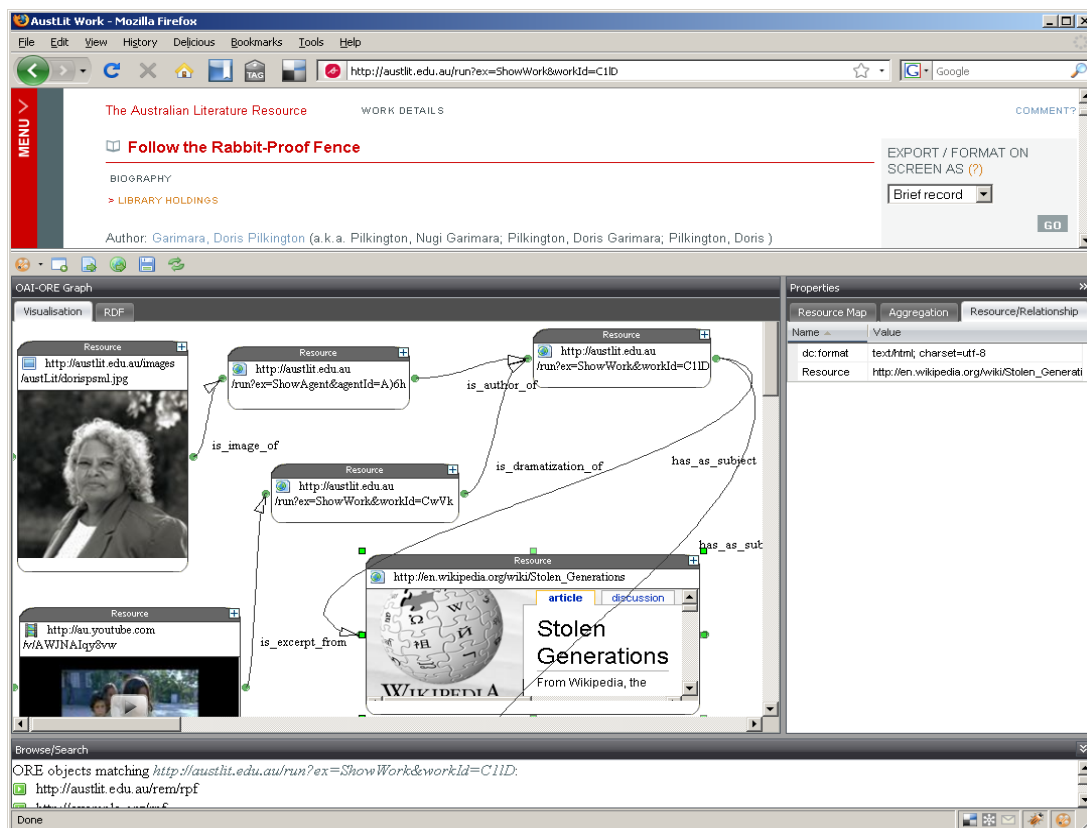 AustLit Work - Mozilla Firefox
File Edit View History Delicious Bookmarks Tools Help
TAG
http://austlit.edu.au/run?ex=ShowWork&workId=C1lD
G Google
MENU >
The Australian Literature Resource
WORK DETAILS
COMMENT?
Follow the Rabbit-Proof Fence
EXPORT / FORMAT ON
SCREEN AS (?)
BIOGRAPHY
Brief record
> LIBRARY HOLDINGS
GO
Author: Garimara, Doris Pilkington (a.k.a. Pilkington, Nugi Garimara; Pilkington, Doris Garimara; Pilkington, Doris )
OAI-ORE Graph
Visualisation RDF
Resource
http://austlit.edu.au/images
/austLit/dorispsml.jpg
Resource
http://austlit.edu.au
/run?ex=ShowAgent&agentId=A)6h
Resource
http://austlit.edu.au
/run?ex=ShowWork&workId=C1lD
is_author_of
is_image_of
is_dramatization_of
has_as_subject
Resource
http://austlit.edu.au
/run?ex=ShowWork&workId=CwVk
has_as_sub
Resource
http://en.wikipedia.org/wiki/Stolen_Generations
article discussion
Stolen
Generations
From Wikipedia, the
WIKIPEDIA
Resource
http://au.youtube.com
/v/AWJNAIqy8vw
is_excerpt_from
Properties
Resource Map Aggregation Resource/Relationship
Name Value
dc:format text/html; charset=utf-8
Resource http://en.wikipedia.org/wiki/Stolen_Generati
Browse/Search
ORE objects matching http://austlit.edu.au/run?ex=ShowWork&workId=C1lD:
http://austlit.edu.au/rem/rpf
Done